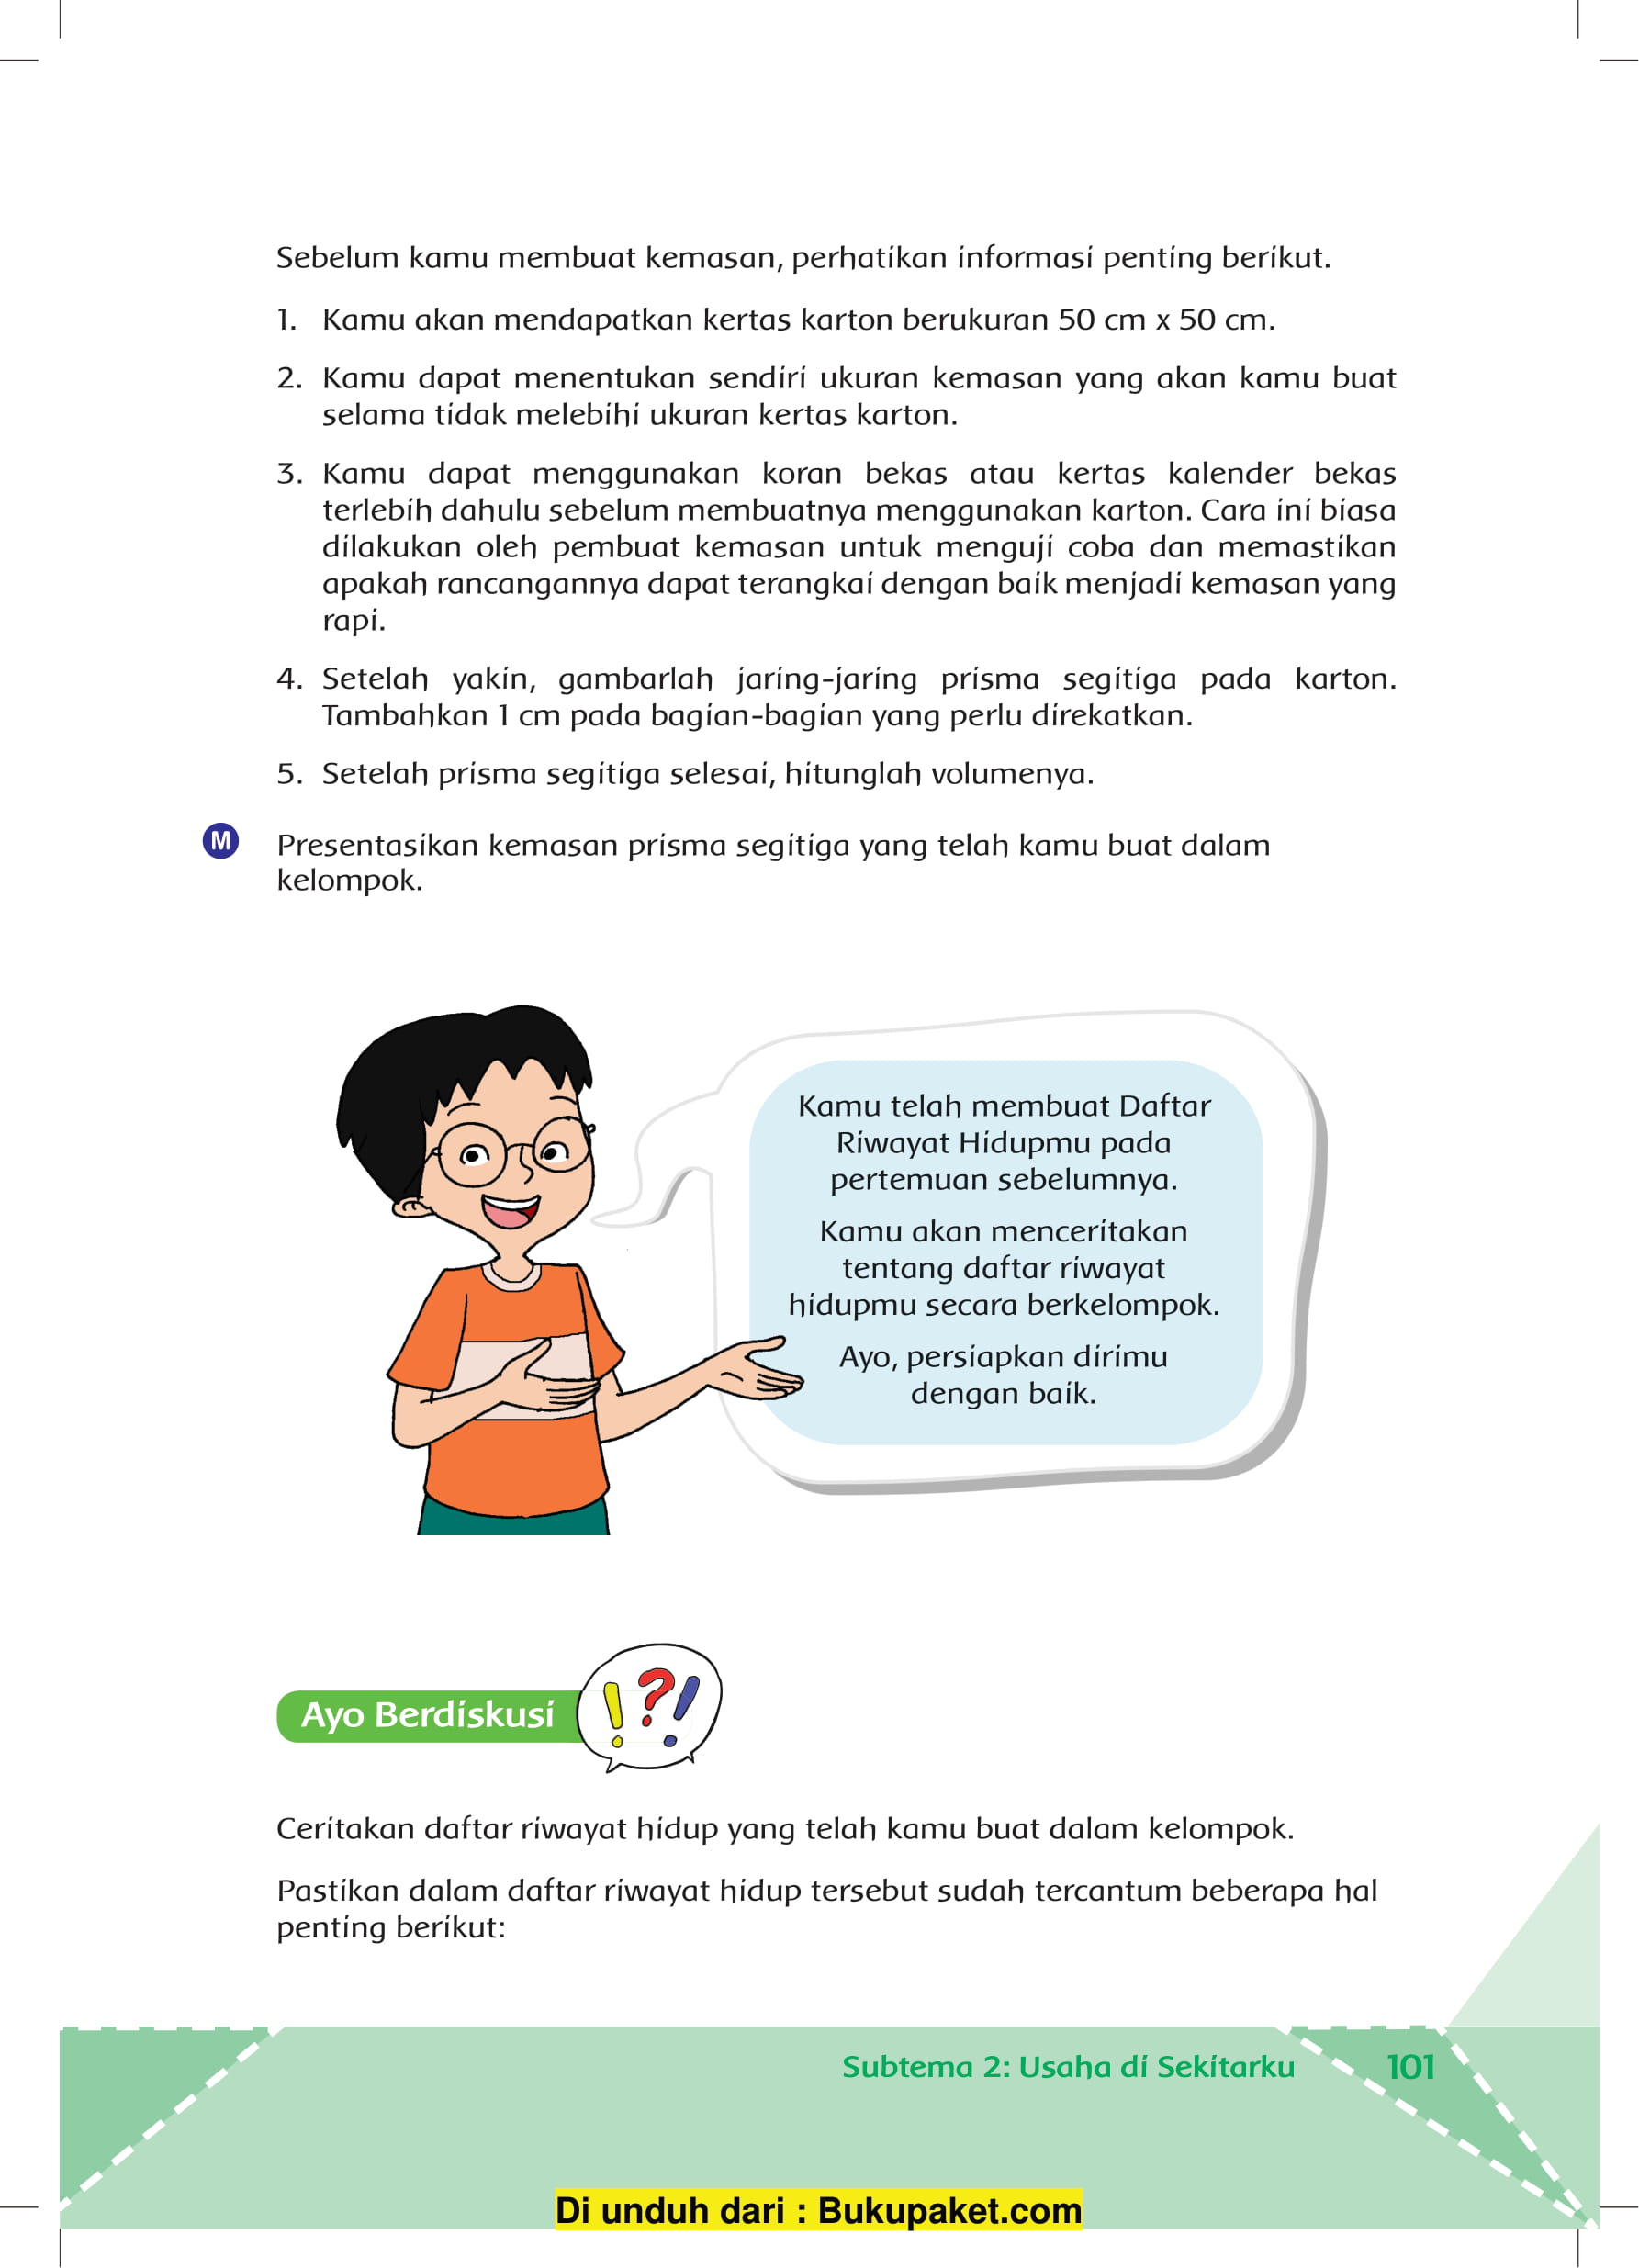 Sebelum kamu membuat kemasan, perhatikan informasi penting berikut.
1. Kamu akan mendapatkan kertas karton berukuran 50 cm x 50 cm.
2. Kamu dapat menentukan sendiri ukuran kemasan yang akan kamu buat
selama tidak melebihi ukuran kertas karton.
3. Kamu dapat menggunakan koran bekas atau kertas kalender bekas
terlebih dahulu sebelum membuatnya menggunakan karton. Cara ini biasa
dilakukan oleh pembuat kemasan untuk menguji coba dan memastikan
apakah rancangannya dapat terangkai dengan baik menjadi kemasan yang
rapi.
4. Setelah yakin, gambarlah jaring-jaring prisma segitiga pada karton.
Tambahkan 1 cm pada bagian-bagian yang perlu direkatkan.
5. Setelah prisma segitiga selesai, hitunglah volumenya.
M Presentasikan kemasan prisma segitiga yang telah kamu buat dalam
kelompok.
Kamu telah membuat Daftar
Riwayat Hidupmu pada
pertemuan sebelumnya.
Kamu akan menceritakan
tentang daftar riwayat
hidupmu secara berkelompok.
Ayo, persiapkan dirimu
dengan baik.
Ayo Berdiskusi
!?!
Ceritakan daftar riwayat hidup yang telah kamu buat dalam kelompok.
Pastikan dalam daftar riwayat hidup tersebut sudah tercantum beberapa hal
penting berikut:
Subtema 2: Usaha di Sekitarku 101
Di unduh dari : Bukupaket.com